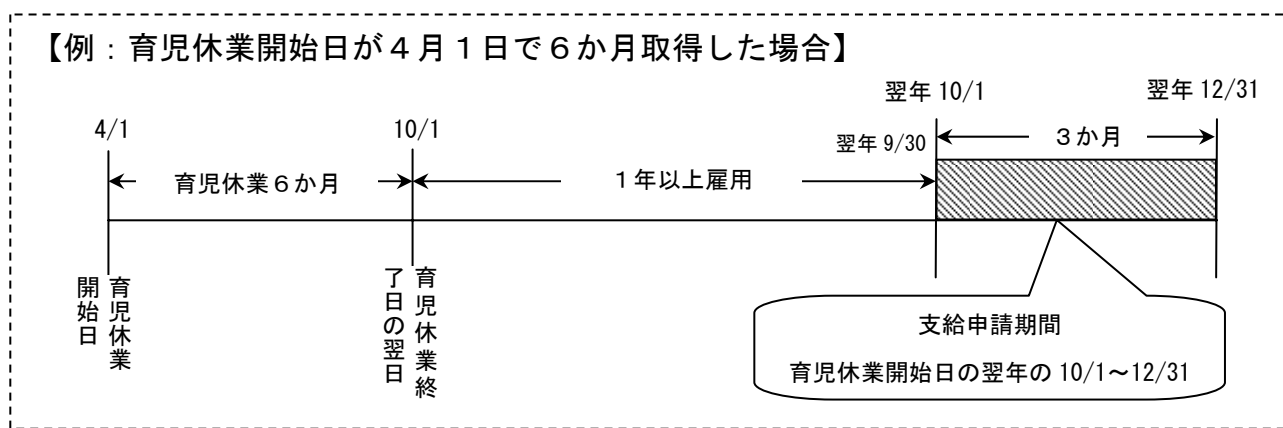 【例：育児休業開始日が４月１日で６か月取得した場合】
翌年 10/1
翌年 12/31
4/1
10/1
翌年 9/30
３か月
育児休業６か月
１年以上雇用
育児休業
開始日
育児休業終
了日の翌日
支給申請期間
育児休業開始日の翌年の 10/1～12/31